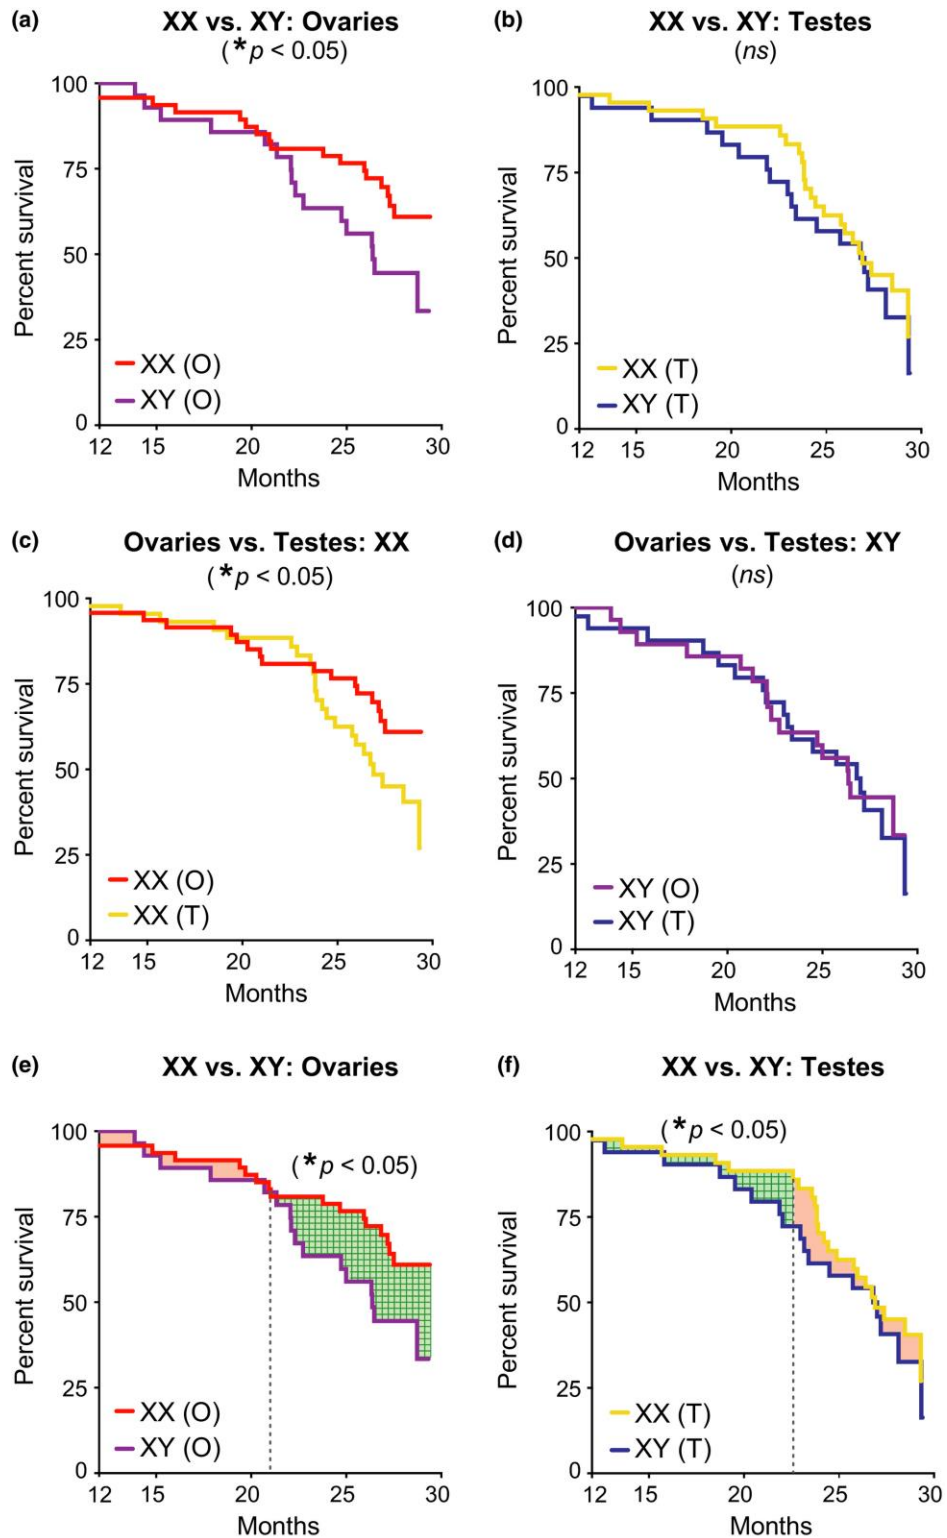 (a)
XX vs. XY: Ovaries
(*p < 0.05)
Percent survival
100
75
50
25
0
XX (O)
XY (O)
12 15 20 25 30
Months
(b)
XX vs. XY: Testes
(ns)
Percent survival
100
75
50
25
0
XX (T)
XY (T)
12 15 20 25 30
Months
(c)
Ovaries vs. Testes: XX
(*p < 0.05)
Percent survival
100
75
50
25
0
XX (O)
XX (T)
12 15 20 25 30
Months
(d)
Ovaries vs. Testes: XY
(ns)
Percent survival
100
75
50
25
0
XY (O)
XY (T)
12 15 20 25 30
Months
(e)
XX vs. XY: Ovaries
(*p < 0.05)
Percent survival
100
75
50
25
0
XX (O)
XY (O)
12 15 20 25 30
Months
(f)
XX vs. XY: Testes
(*p < 0.05)
Percent survival
100
75
50
25
0
XX (T)
XY (T)
12 15 20 25 30
Months